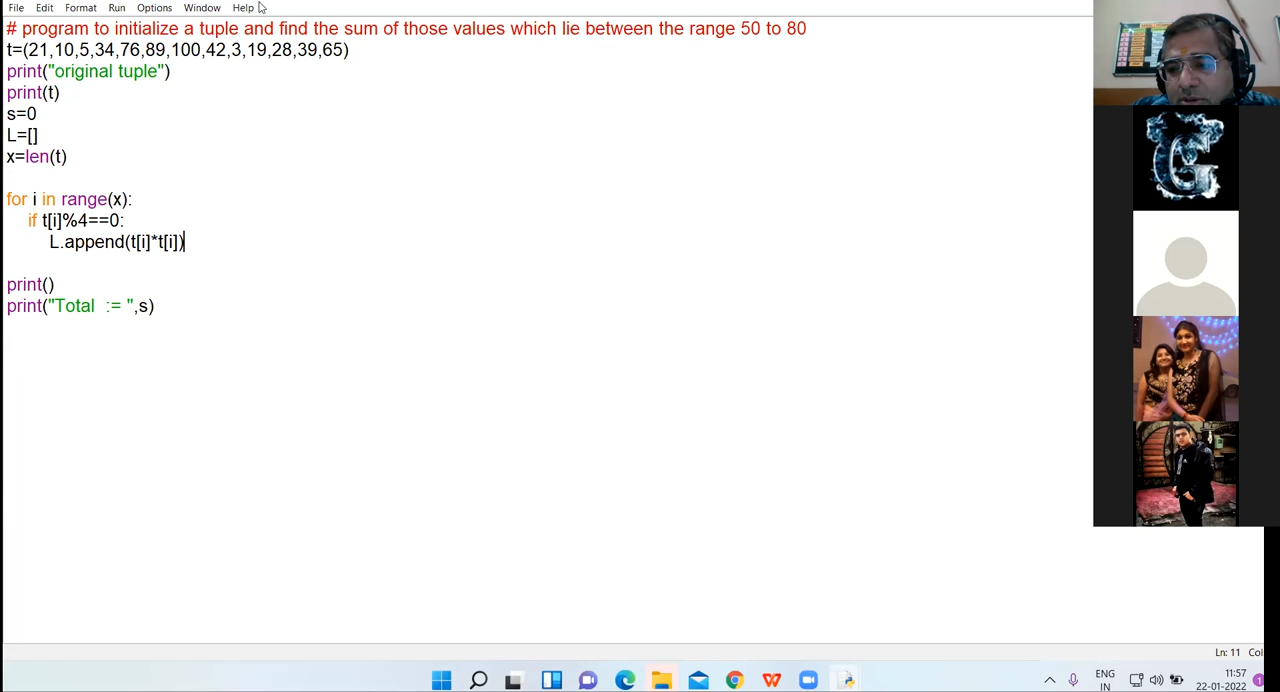 File Edit Format Run Options Window Help
# program to initialize a tuple and find the sum of those values which lie between the range 50 to 80
t=(21,10,5,34,76,89,100,42,3,19,28,39,65)
print("original tuple")
print(t)
s=0
L=[]
x=len(t)
for i in range(x):
if t[i]%4==0:
L.append(t[i]*t[i])
print()
print("Total := ",s)
G
Ln: 11 Col
W
ENG
IN
11:57
22-01-2022
1